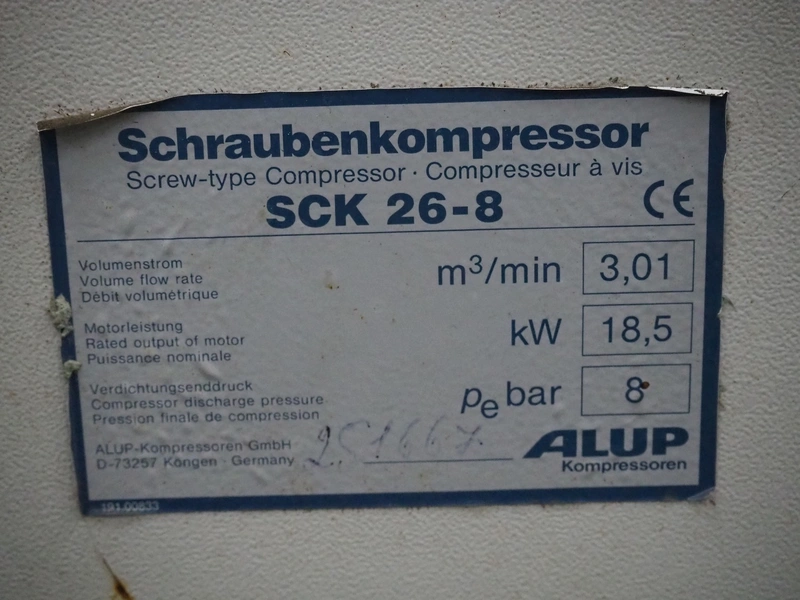 Schraubenkompressor
Screw-type Compressor · Compresseur à vis
SCK 26-8
CE
Volumenstrom
Volume flow rate
Débit volumétrique
m³/min 3,01
Motorleistung
Rated output of motor
Puissance nominale
kW 18,5
Verdichtungsenddruck
Compressor discharge pressure
Pression finale de compression
pe bar 8
ALUP-Kompressoren GmbH
D-73257 Köngen · Germany
ALUP
Kompressoren
191.00833